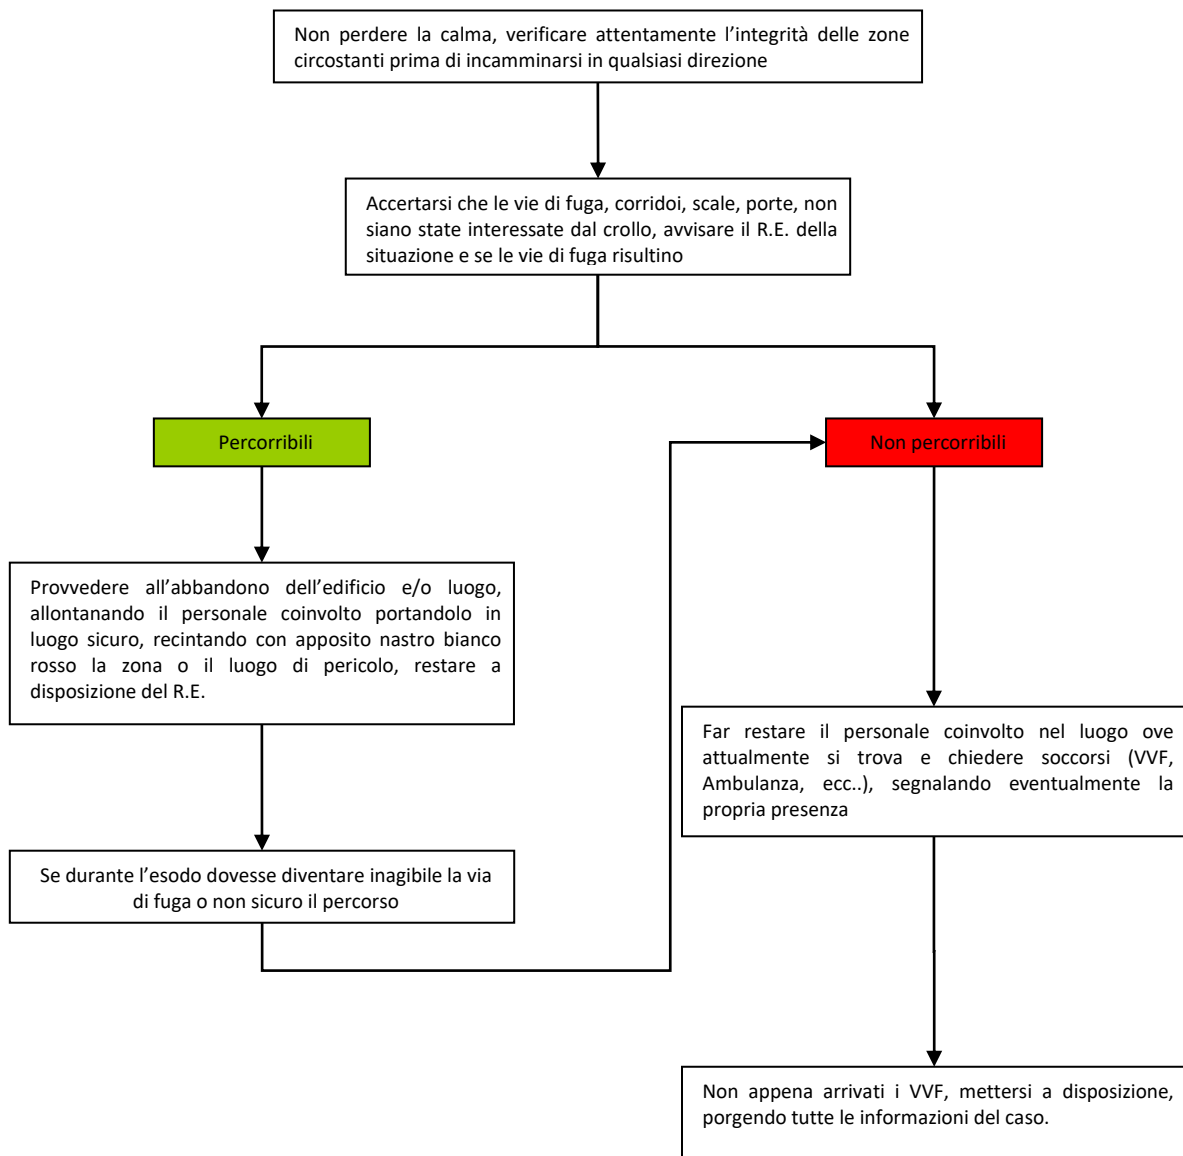 Non perdere la calma, verificare attentamente l’integrità delle zone
circostanti prima di incamminarsi in qualsiasi direzione
Accertarsi che le vie di fuga, corridoi, scale, porte, non
siano state interessate dal crollo, avvisare il R.E. della
situazione e se le vie di fuga risultino
Percorribili
Non percorribili
Provvedere all’abbandono dell’edificio e/o luogo,
allontanando il personale coinvolto portandolo in
luogo sicuro, recintando con apposito nastro bianco
rosso la zona o il luogo di pericolo, restare a
disposizione del R.E.
Far restare il personale coinvolto nel luogo ove
attualmente si trova e chiedere soccorsi (VVF,
Ambulanza, ecc..), segnalando eventualmente la
propria presenza
Se durante l’esodo dovesse diventare inagibile la via
di fuga o non sicuro il percorso
Non appena arrivati i VVF, mettersi a disposizione,
porgendo tutte le informazioni del caso.